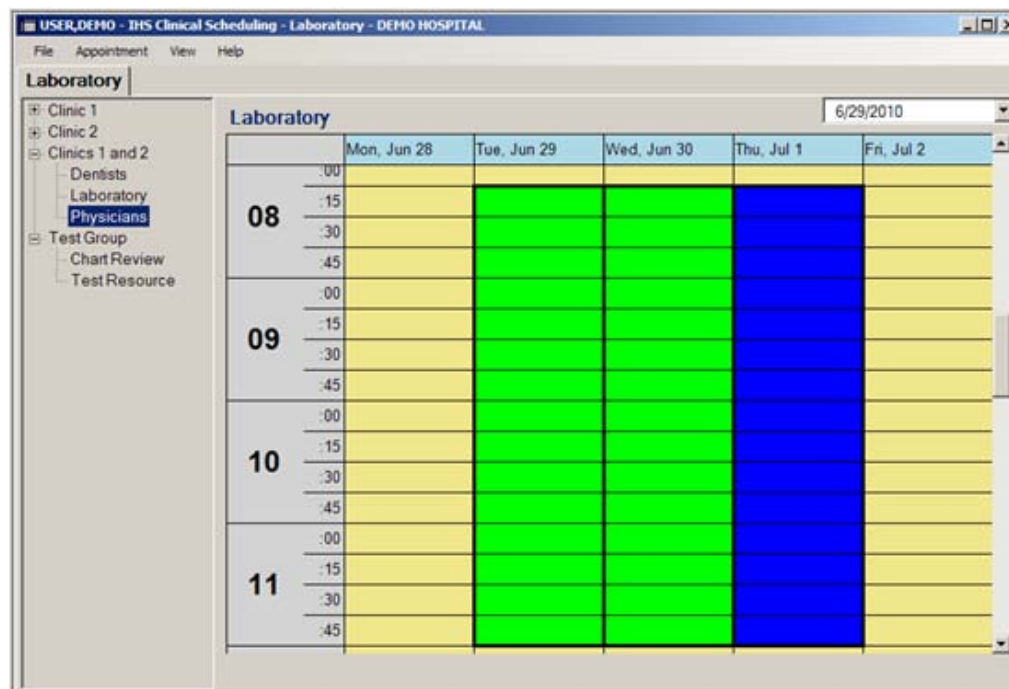 USER,DEMO - IHS Clinical Scheduling - Laboratory - DEMO HOSPITAL
File Appointment View Help
Laboratory
Clinic 1
Clinic 2
Clinics 1 and 2
Dentists
Laboratory
Physicians
Test Group
Chart Review
Test Resource
Laboratory 6/29/2010
Mon, Jun 28 Tue, Jun 29 Wed, Jun 30 Thu, Jul 1 Fri, Jul 2
:00
08 :15
:30
:45
:00
09 :15
:30
:45
:00
10 :15
:30
:45
:00
11 :15
:30
:45